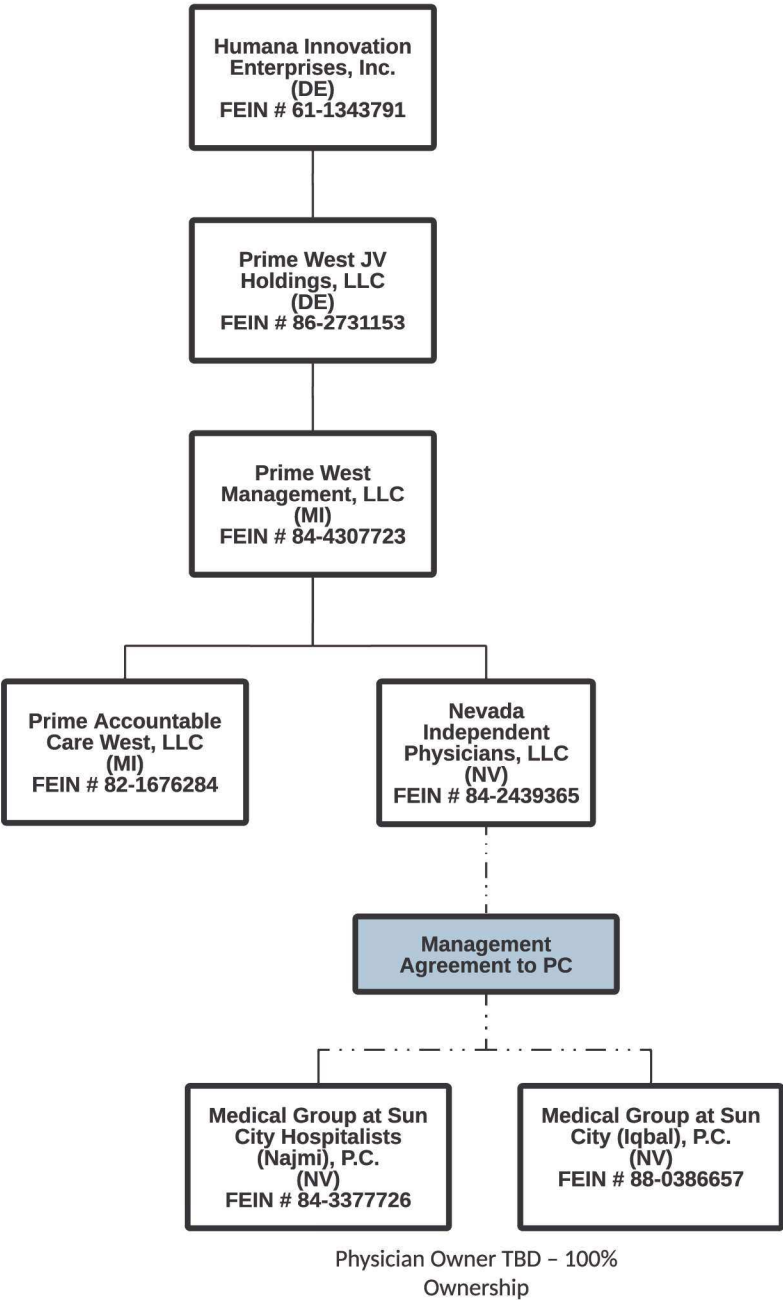 Humana Innovation
Enterprises, Inc.
(DE)
FEIN # 61-1343791
Prime West JV
Holdings, LLC
(DE)
FEIN # 86-2731153
Prime West
Management, LLC
(MI)
FEIN # 84-4307723
Prime Accountable
Care West, LLC
(MI)
FEIN # 82-1676284
Nevada
Independent
Physicians, LLC
(NV)
FEIN # 84-2439365
Management
Agreement to PC
Medical Group at Sun
City Hospitalists
(Najmi), P.C.
(NV)
FEIN # 84-3377726
Medical Group at Sun
City (Iqbal), P.C.
(NV)
FEIN # 88-0386657
Physician Owner TBD – 100%
Ownership